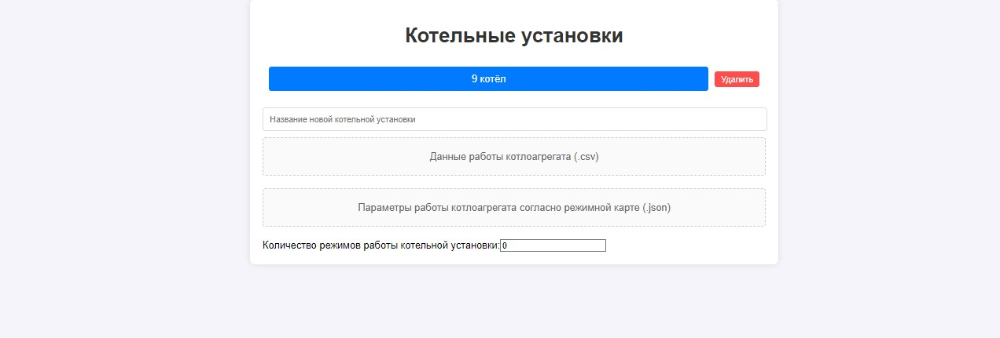 Котельные установки
9 котёл
Удалить
Название новой котельной установки
Данные работы котлоагрегата (.csv)
Параметры работы котлоагрегата согласно режимной карте (.json)
Количество режимов работы котельной установки: 0